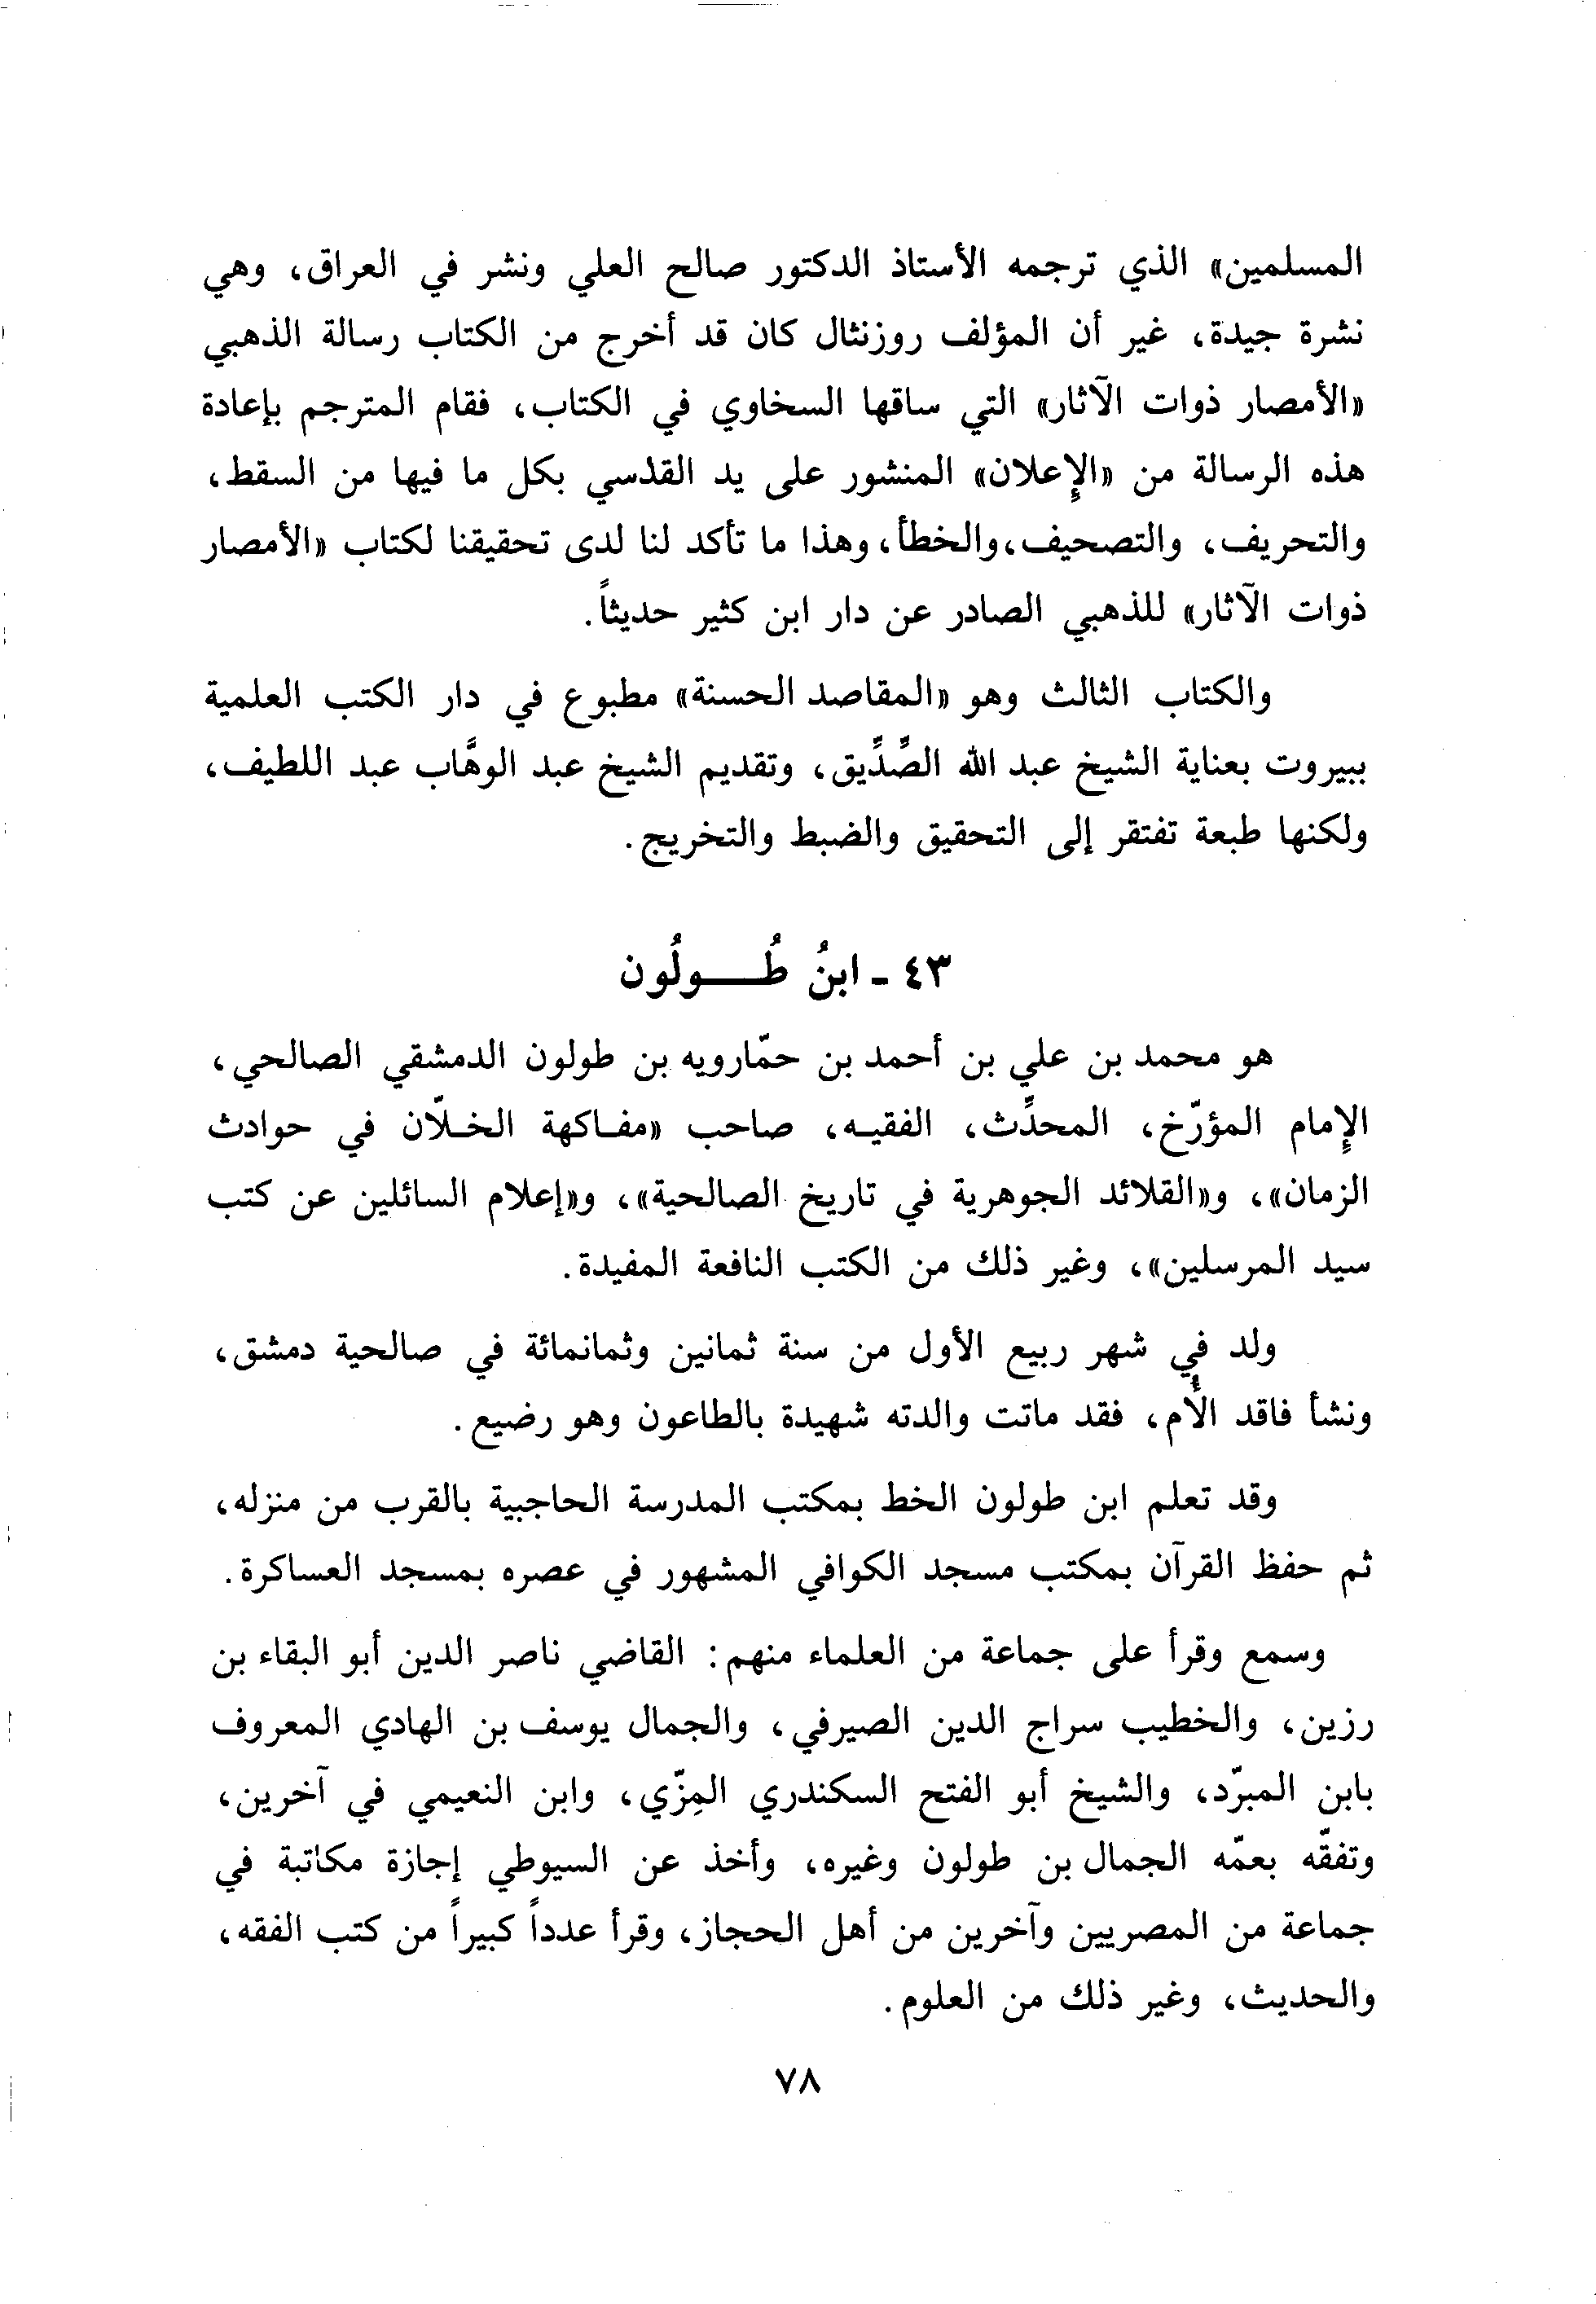 المسلمين» الذي ترجمه الأستاذ الدكتور صالح العلي ونشر في العراق، وهي
نشرة جيدة، غير أن المؤلف روزنثال كان قد أخرج من الكتاب رسالة الذهبي
«الأمصار ذوات الآثار» التي ساقها السخاوي في الكتاب، فقام المترجم بإعادة
هذه الرسالة من «الإِعلان» المنشور على يد القدسي بكل ما فيها من السقط،
والتحريف، والتصحيف، والخطأ، وهذا ما تأكد لنا لدى تحقيقنا لكتاب «الأمصار
ذوات الآثار» للذهبي الصادر عن دار ابن كثير حديثاً.
والكتاب الثالث وهو «المقاصد الحسنة» مطبوع في دار الكتب العلمية
ببيروت بعناية الشيخ عبد الله الصِّدِّيق، وتقديم الشيخ عبد الوهَّاب عبد اللطيف،
ولكنها طبعة تفتقر إلى التحقيق والضبط والتخريج.
٤٣ - ابنُ طُـــولُون
هو محمد بن علي بن أحمد بن حمّارويه بن طولون الدمشقي الصالحي،
الإِمام المؤرّخ، المحدِّث، الفقيـه، صاحب «مفـاكهة الخـلّان في حوادث
الزمان»، و«القلائد الجوهرية في تاريخ الصالحية»، و«إعلام السائلين عن كتب
سيد المرسلين»، وغير ذلك من الكتب النافعة المفيدة.
ولد في شهر ربيع الأول من سنة ثمانين وثمانمائة في صالحية دمشق،
ونشأ فاقد الأُم، فقد ماتت والدته شهيدة بالطاعون وهو رضيع.
وقد تعلم ابن طولون الخط بمكتب المدرسة الحاجبية بالقرب من منزله،
ثم حفظ القرآن بمكتب مسجد الكوافي المشهور في عصره بمسجد العساكرة.
وسمع وقرأ على جماعة من العلماء منهم: القاضي ناصر الدين أبو البقاء بن
رزين، والخطيب سراج الدين الصيرفي، والجمال يوسف بن الهادي المعروف
بابن المبرّد، والشيخ أبو الفتح السكندري المِزّي، وابن النعيمي في آخرين،
وتفقّه بعمّه الجمال بن طولون وغيره، وأخذ عن السيوطي إجازة مكاتبة في
جماعة من المصريين وآخرين من أهل الحجاز، وقرأ عدداً كبيراً من كتب الفقه،
والحديث، وغير ذلك من العلوم.
٧٨